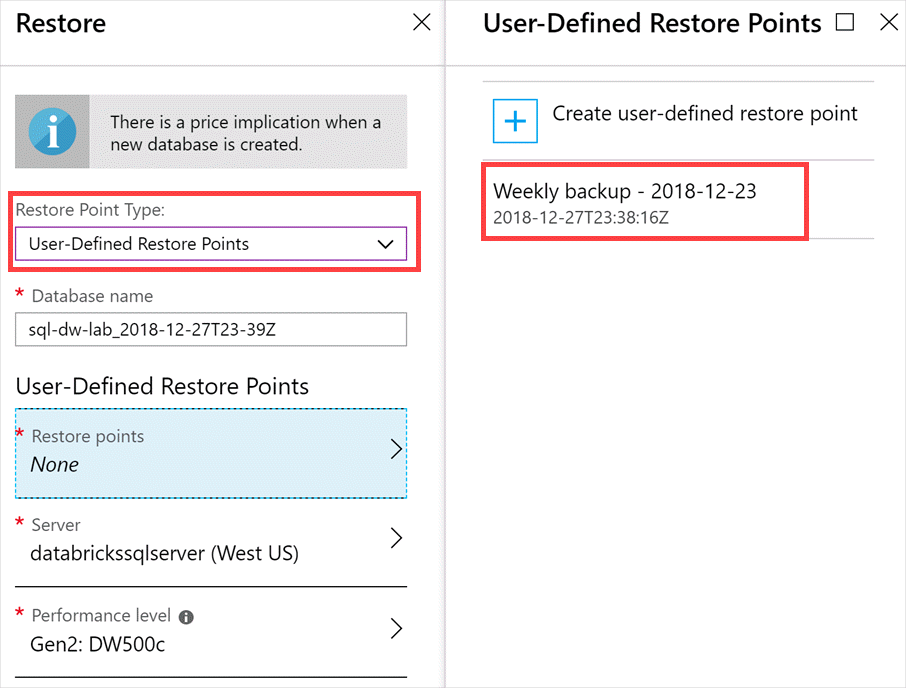 Restore
There is a price implication when a
new database is created.
Restore Point Type:
User-Defined Restore Points
* Database name
sql-dw-lab_2018-12-27T23-39Z
User-Defined Restore Points
* Restore points
None
* Server
databrickssqlserver (West US)
* Performance level
Gen2: DW500c
User-Defined Restore Points
Create user-defined restore point
Weekly backup - 2018-12-23
2018-12-27T23:38:16Z